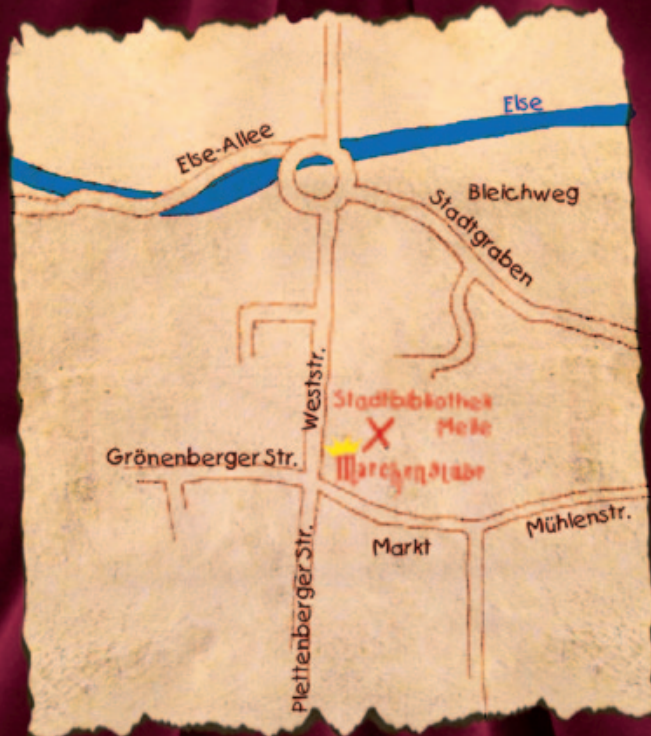 Else
Else-Allee
Bleichweg
Stadtgraben
Weststr.
Stadtbibliothek
Melle
Märchenstube
Grönenberger Str.
Markt
Mühlenstr.
Plettenberger Str.